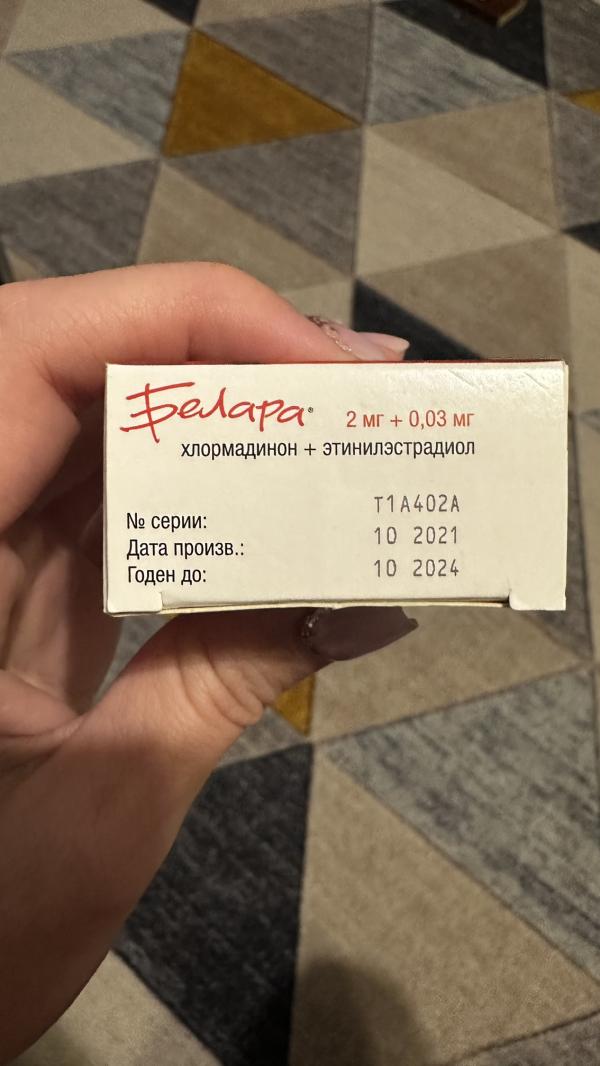 Белара® 2 мг + 0,03 мг
хлормадинон + этинилэстрадиол
№ серии: T1A402A
Дата произв.: 10 2021
Годен до: 10 2024